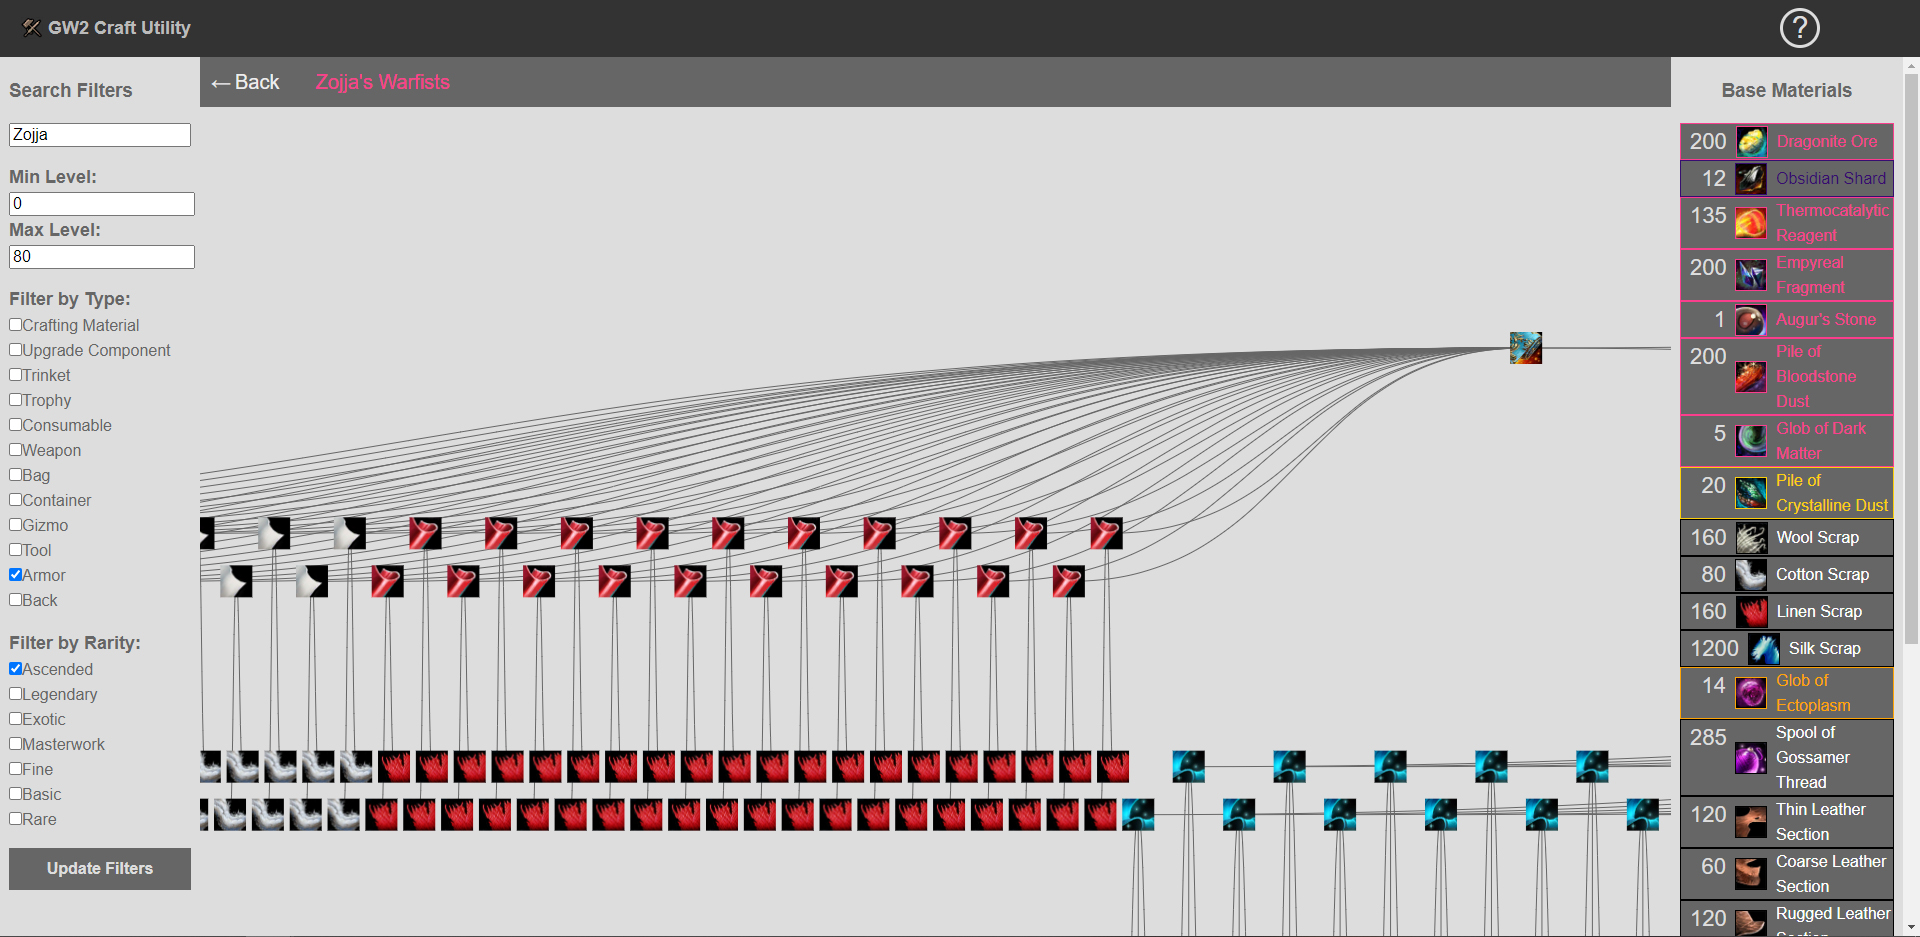 GW2 Craft Utility
?
Search Filters
Zojja
Min Level:
0
Max Level:
80
Filter by Type:
Crafting Material
Upgrade Component
Trinket
Trophy
Consumable
Weapon
Bag
Container
Gizmo
Tool
Armor
Back
Filter by Rarity:
Ascended
Legendary
Exotic
Masterwork
Fine
Basic
Rare
Update Filters
←Back Zojja's Warfists
Base Materials
200 Dragonite Ore
12 Obsidian Shard
135 Thermocatalytic
Reagent
200 Empyreal
Fragment
1 Augur's Stone
200 Pile of
Bloodstone
Dust
5 Glob of Dark
Matter
20 Pile of
Crystalline Dust
160 Wool Scrap
80 Cotton Scrap
160 Linen Scrap
1200 Silk Scrap
14 Glob of
Ectoplasm
285 Spool of
Gossamer
Thread
120 Thin Leather
Section
60 Coarse Leather
Section
120 Rugged Leather